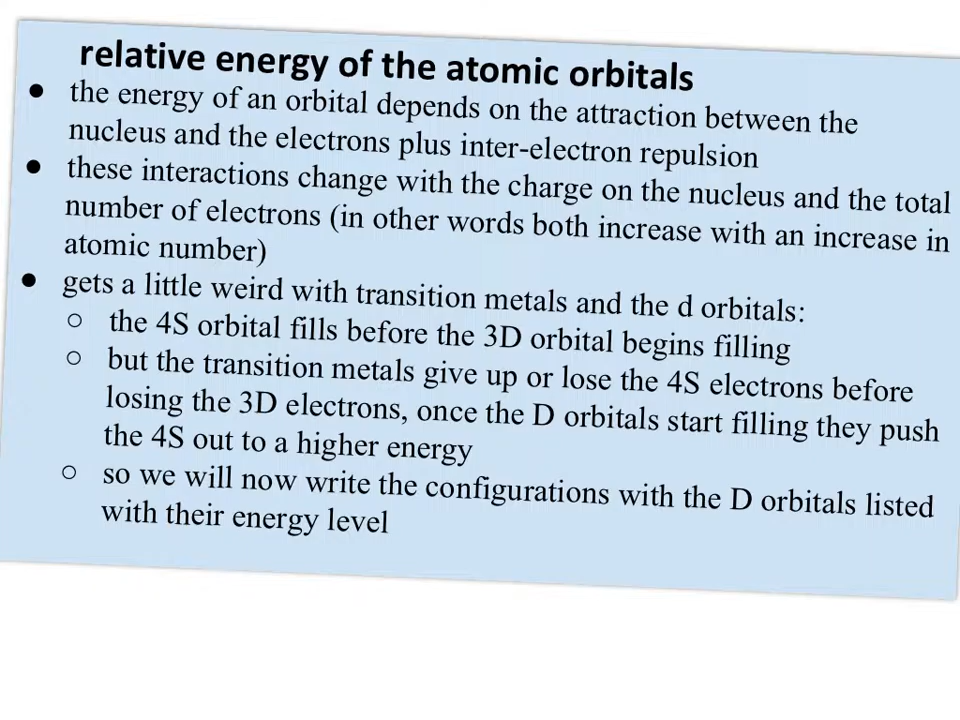 relative energy of the atomic orbitals
● the energy of an orbital depends on the attraction between the
nucleus and the electrons plus inter-electron repulsion
● these interactions change with the charge on the nucleus and the total
number of electrons (in other words both increase with an increase in
atomic number)
● gets a little weird with transition metals and the d orbitals:
○ the 4S orbital fills before the 3D orbital begins filling
○ but the transition metals give up or lose the 4S electrons before
losing the 3D electrons, once the D orbitals start filling they push
the 4S out to a higher energy
○ so we will now write the configurations with the D orbitals listed
with their energy level